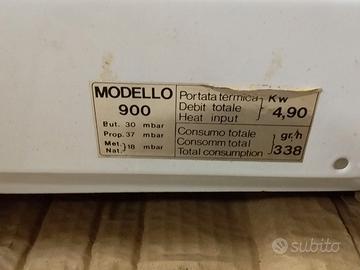 MODELLO
900
But. 30 mbar
Prop. 37 mbar
Met.
Nat. 18 mbar
Portata termica
Debit totale
Heat input
Kw
4,90
Consumo totale
Consomm total
Total consumption
gr/h
338
subito